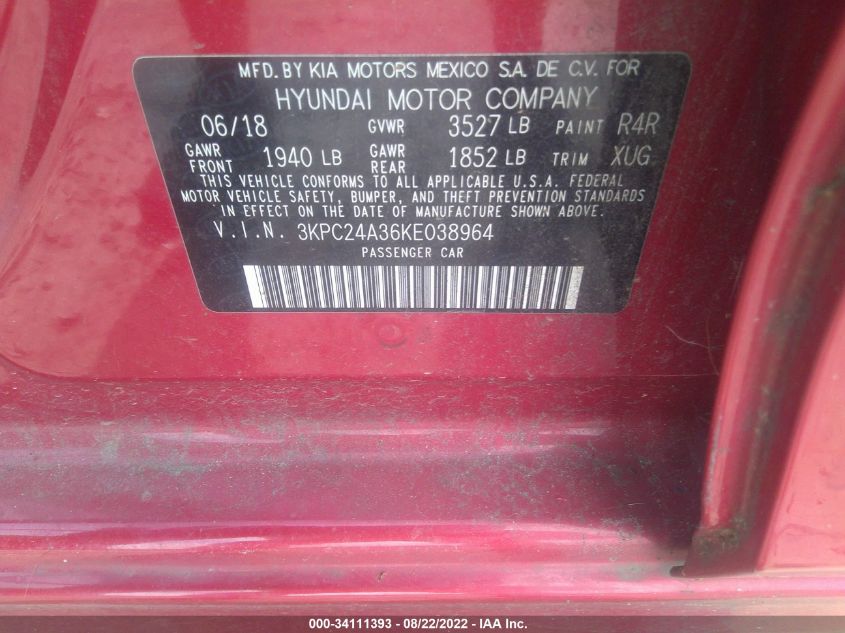 MFD. BY KIA MOTORS MEXICO S.A. DE C.V. FOR
HYUNDAI MOTOR COMPANY
06/18 GVWR 3527 LB PAINT R4R
GAWR FRONT 1940 LB GAWR REAR 1852 LB TRIM XUG
THIS VEHICLE CONFORMS TO ALL APPLICABLE U.S.A. FEDERAL
MOTOR VEHICLE SAFETY, BUMPER, AND THEFT PREVENTION STANDARDS
IN EFFECT ON THE DATE OF MANUFACTURE SHOWN ABOVE.
V.I.N. 3KPC24A36KE038964
PASSENGER CAR
000-34111393 - 08/22/2022 - IAA Inc.